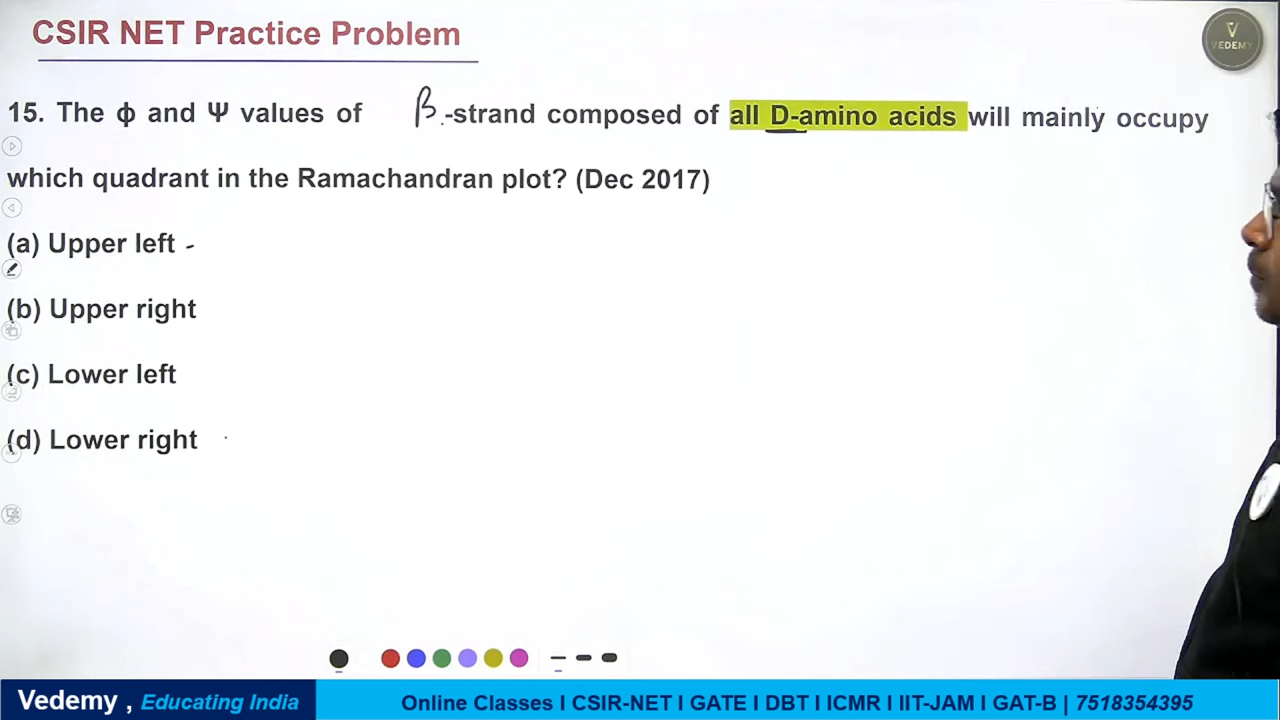 CSIR NET Practice Problem
V
VEDEMY
15. The ϕ and Ψ values of β-strand composed of all D-amino acids will mainly occupy
which quadrant in the Ramachandran plot? (Dec 2017)
(a) Upper left -
(b) Upper right
(c) Lower left
(d) Lower right
Vedemy , Educating India
Online Classes I CSIR-NET I GATE I DBT I ICMR I IIT-JAM I GAT-B | 7518354395